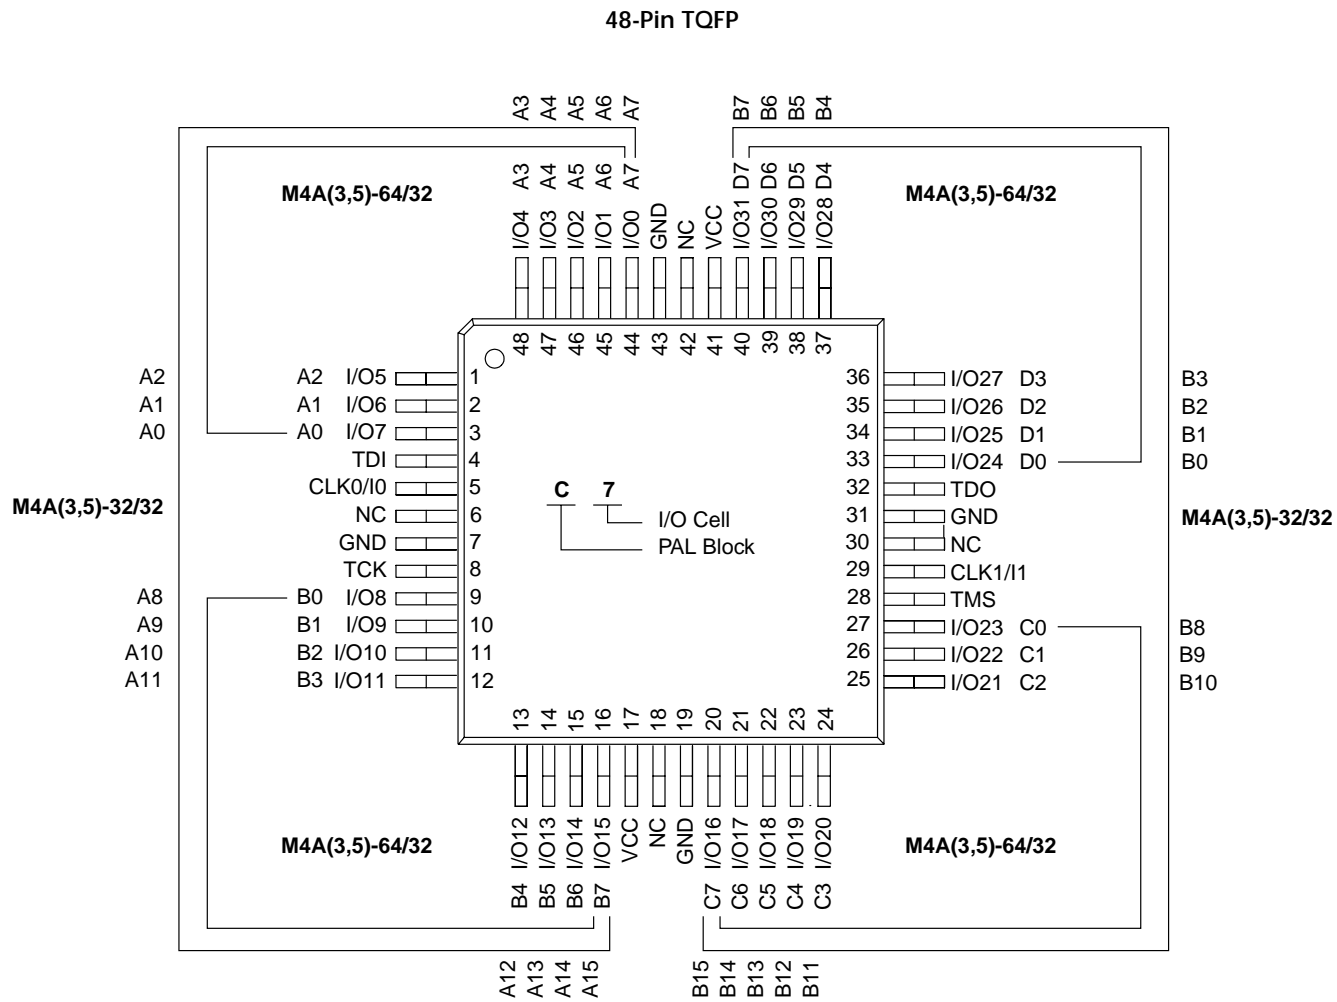 48-Pin TQFP
A3 A4 A5 A6 A7 B7 B6 B5 B4
M4A(3,5)-64/32
A3 A4 A5 A6 A7 D7 D6 D5 D4
M4A(3,5)-64/32
I/O4 I/O3 I/O2 I/O1 I/O0 GND NC VCC I/O31 I/O30 I/O29 I/O28
48 47 46 45 44 43 42 41 40 39 38 37
A2 A2 I/O5 1 36 I/O27 D3 B3
A1 A1 I/O6 2 35 I/O26 D2 B2
A0 A0 I/O7 3 34 I/O25 D1 B1
TDI 4 33 I/O24 D0 B0
CLK0/I0 5 32 TDO
M4A(3,5)-32/32
C 7
M4A(3,5)-32/32
NC 6 31 GND
I/O Cell
GND 7 30 NC
PAL Block
TCK 8 29 CLK1/I1
A8 B0 I/O8 9 28 TMS
A9 B1 I/O9 10 27 I/O23 C0 B8
A10 B2 I/O10 11 26 I/O22 C1 B9
A11 B3 I/O11 12 25 I/O21 C2 B10
13 14 15 16 17 18 19 20 21 22 23 24
I/O12 I/O13 I/O14 I/O15 VCC NC GND I/O16 I/O17 I/O18 I/O19 I/O20
M4A(3,5)-64/32
M4A(3,5)-64/32
B4 B5 B6 B7 C7 C6 C5 C4 C3
A12 A13 A14 A15 B15 B14 B13 B12 B11